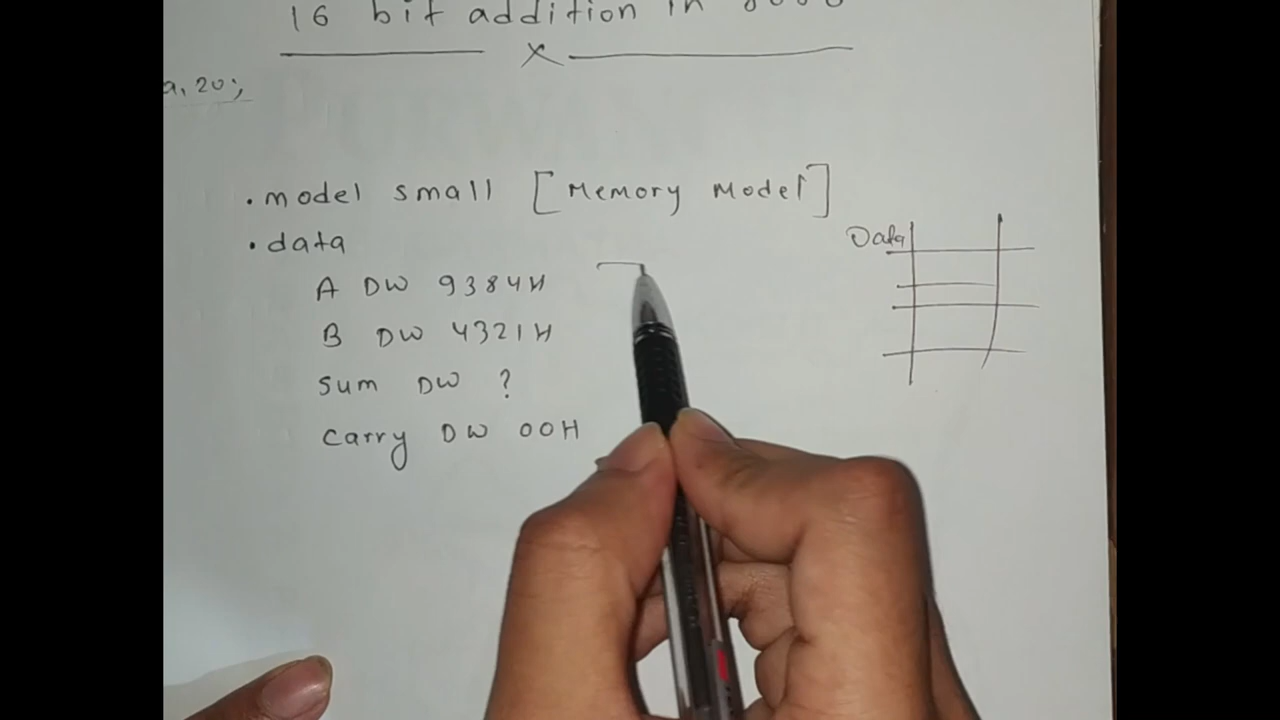 16 bit addition in 8086
a, 20;
.model small [Memory Model]
.data
Data
A DW 9384H
B DW 4321H
Sum DW ?
Carry DW 00H